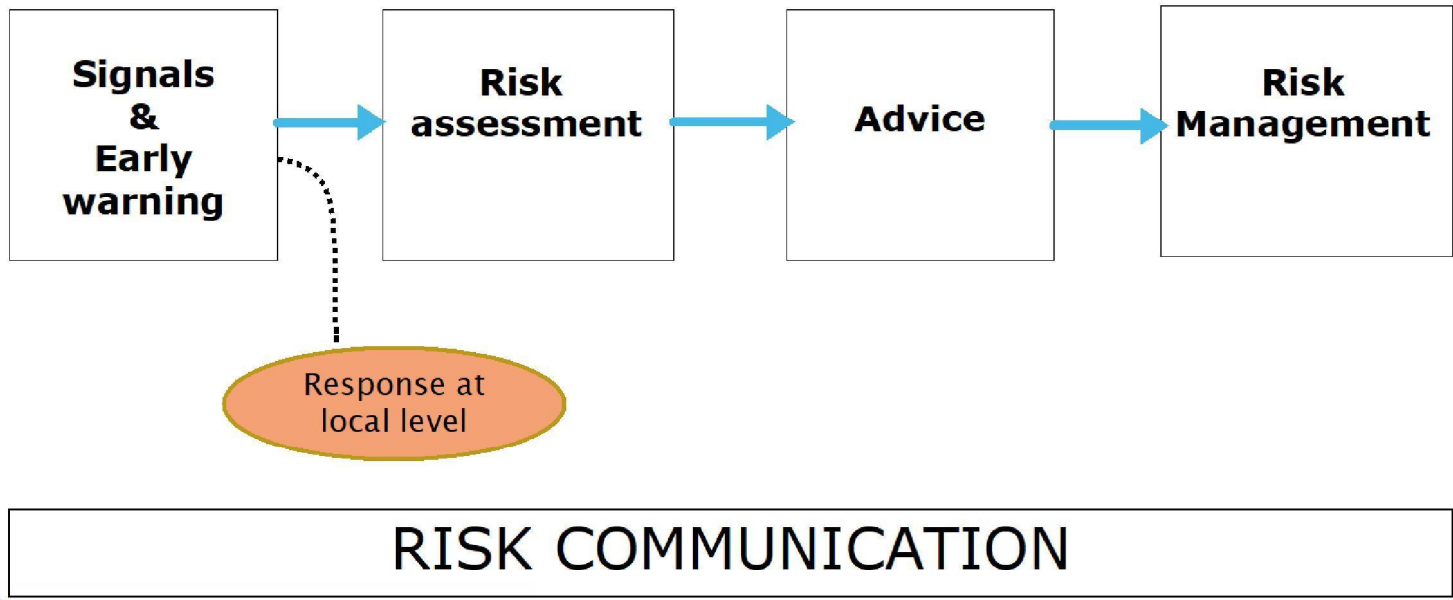 Signals
&
Early
warning
Risk
assessment
Advice
Risk
Management
Response at
local level
RISK COMMUNICATION